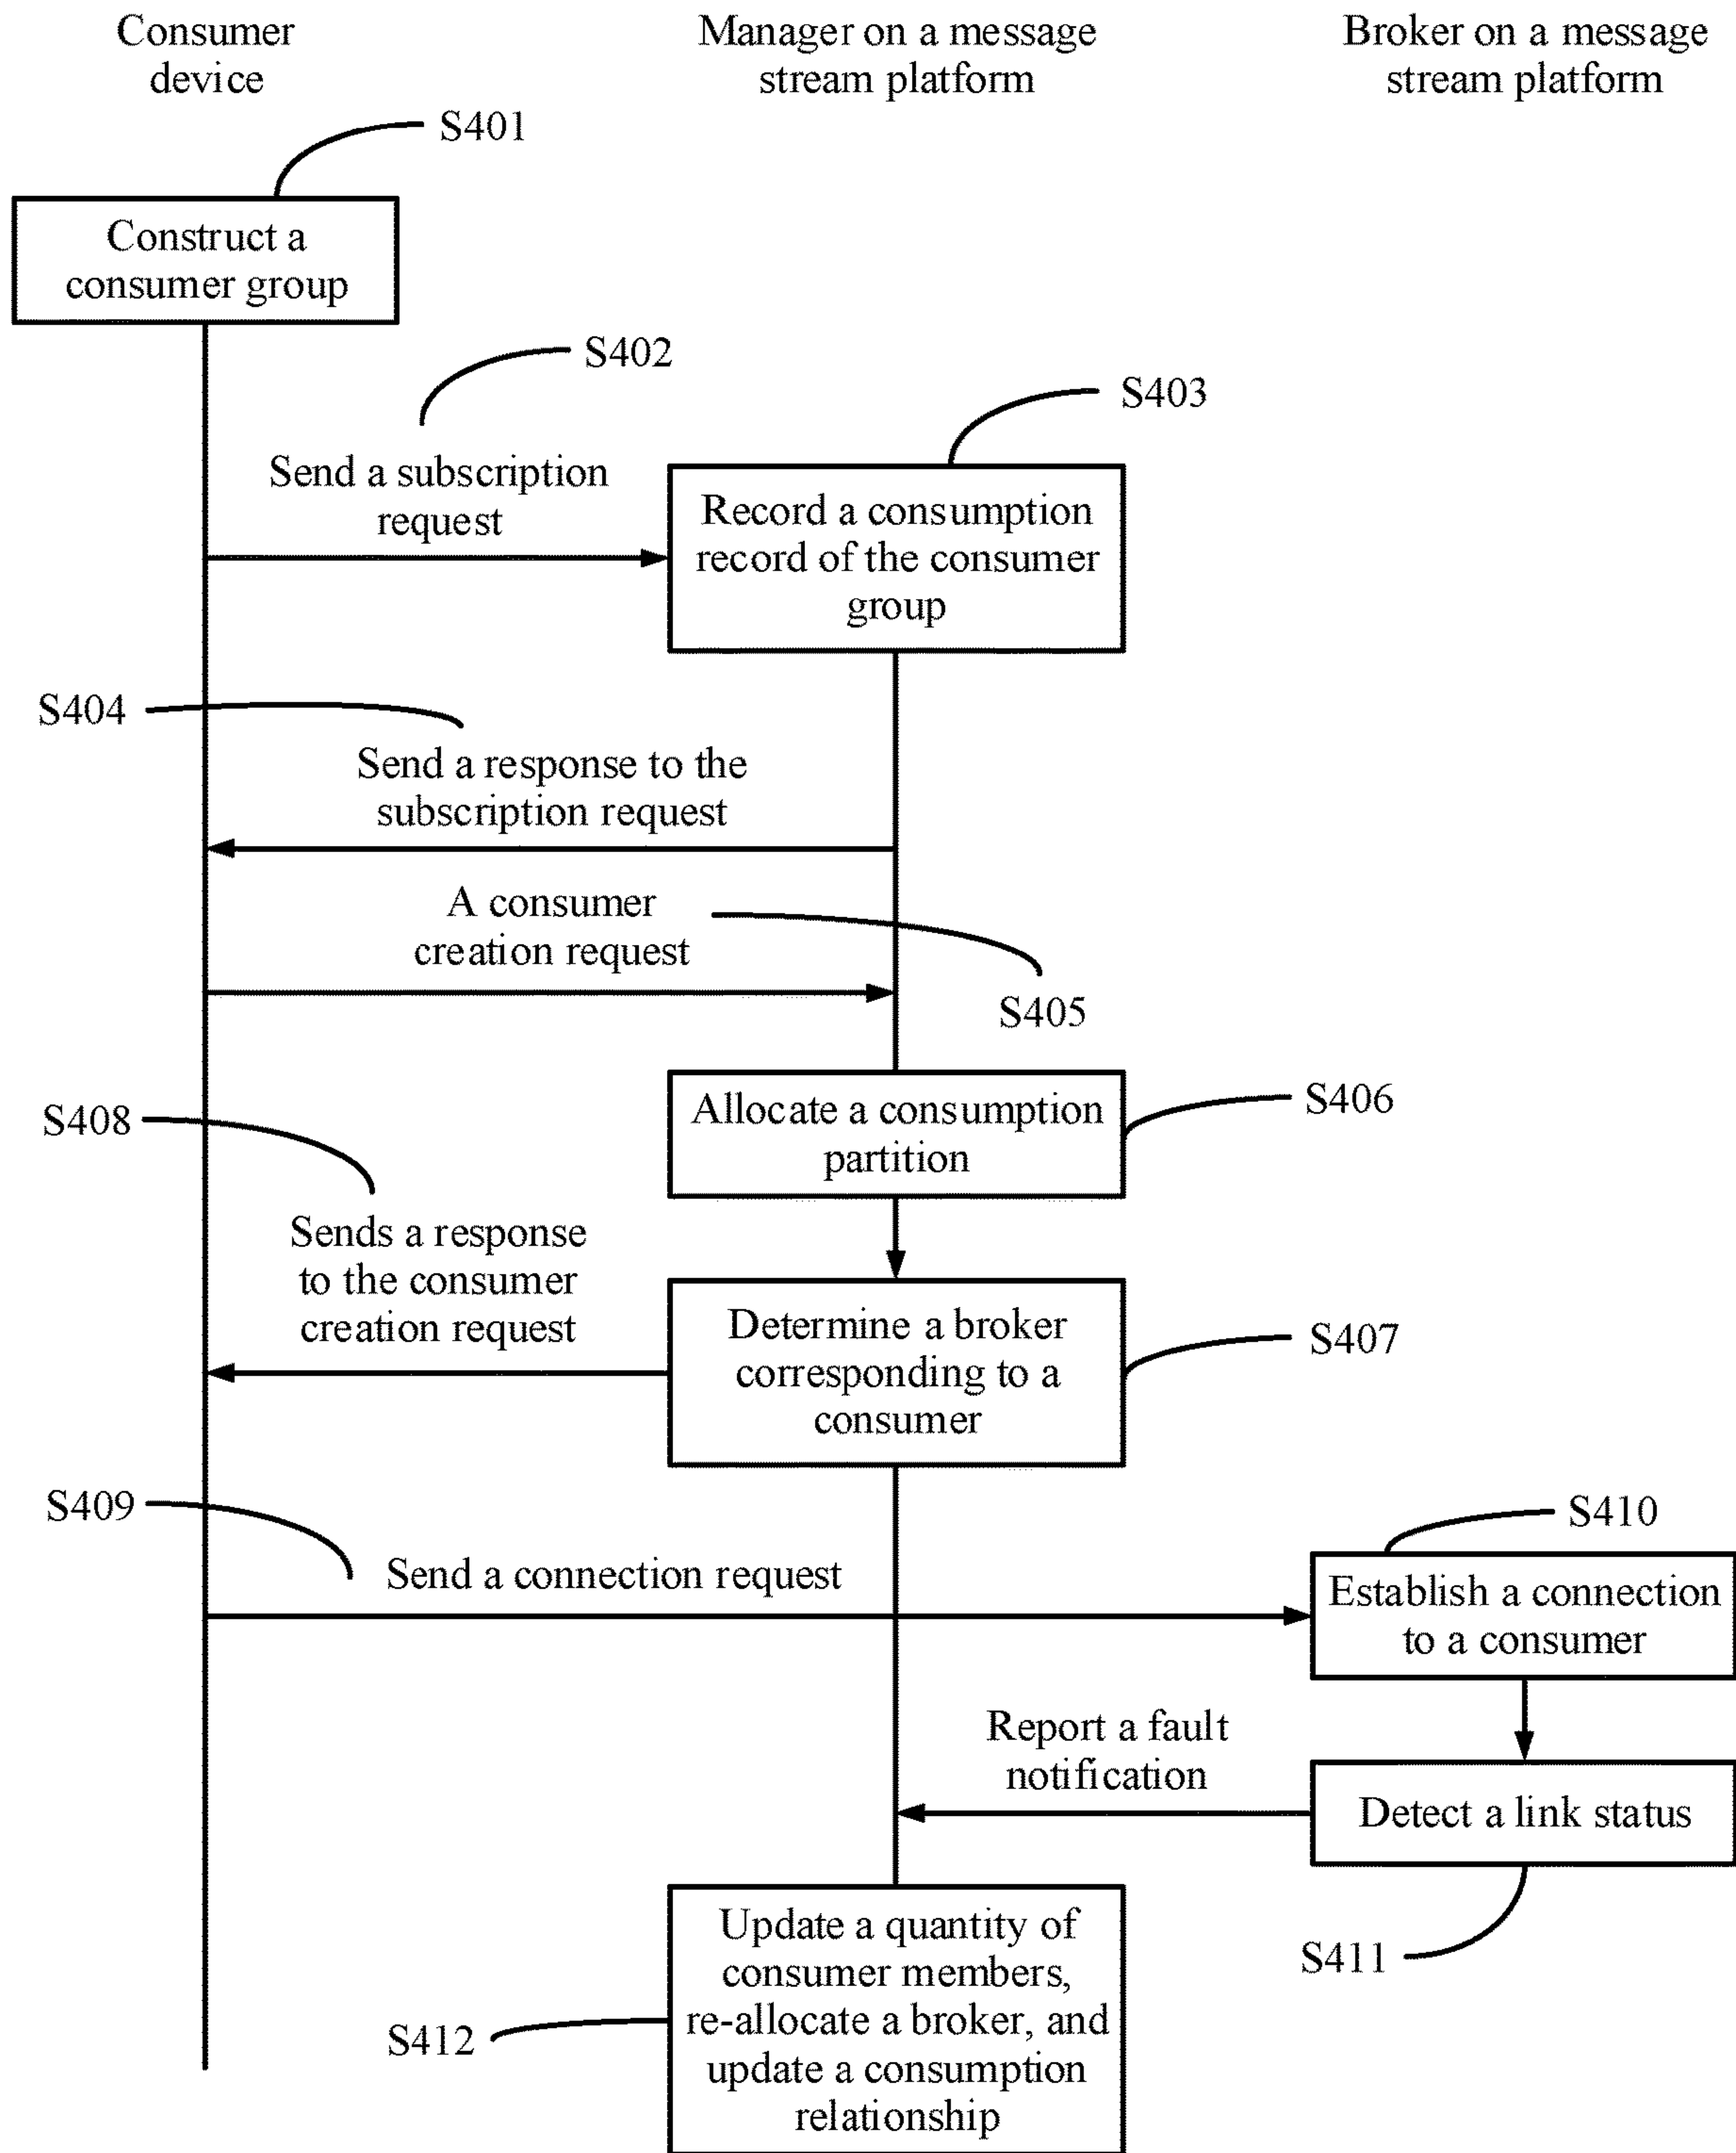 Consumer
device
Manager on a message
stream platform
Broker on a message
stream platform
S401
Construct a
consumer group
S402
Send a subscription
request
S403
Record a consumption
record of the consumer
group
S404
Send a response to the
subscription request
A consumer
creation request
S405
Allocate a consumption
partition
S406
S408
Sends a response
to the consumer
creation request
Determine a broker
corresponding to a
consumer
S407
S409
Send a connection request
S410
Establish a connection
to a consumer
Report a fault
notification
Detect a link status
S411
Update a quantity of
consumer members,
re-allocate a broker, and
update a consumption
relationship
S412